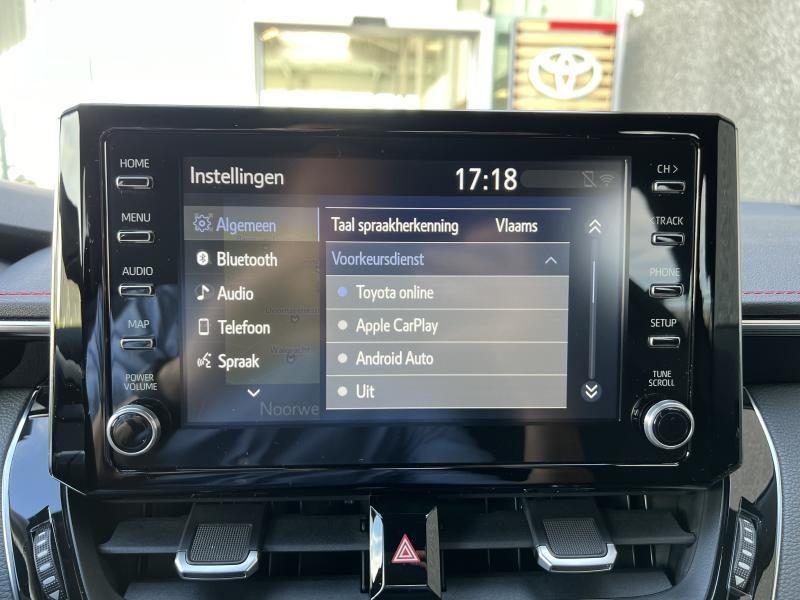 HOME
MENU
AUDIO
MAP
POWER
VOLUME
Instellingen
17:18
Algemeen
Bluetooth
Audio
Telefoon
Spraak
Taal spraakherkenning Vlaams
Voorkeursdienst
Toyota online
Apple CarPlay
Android Auto
Uit
Noorwe
CH >
<TRACK
PHONE
SETUP
TUNE
SCROLL